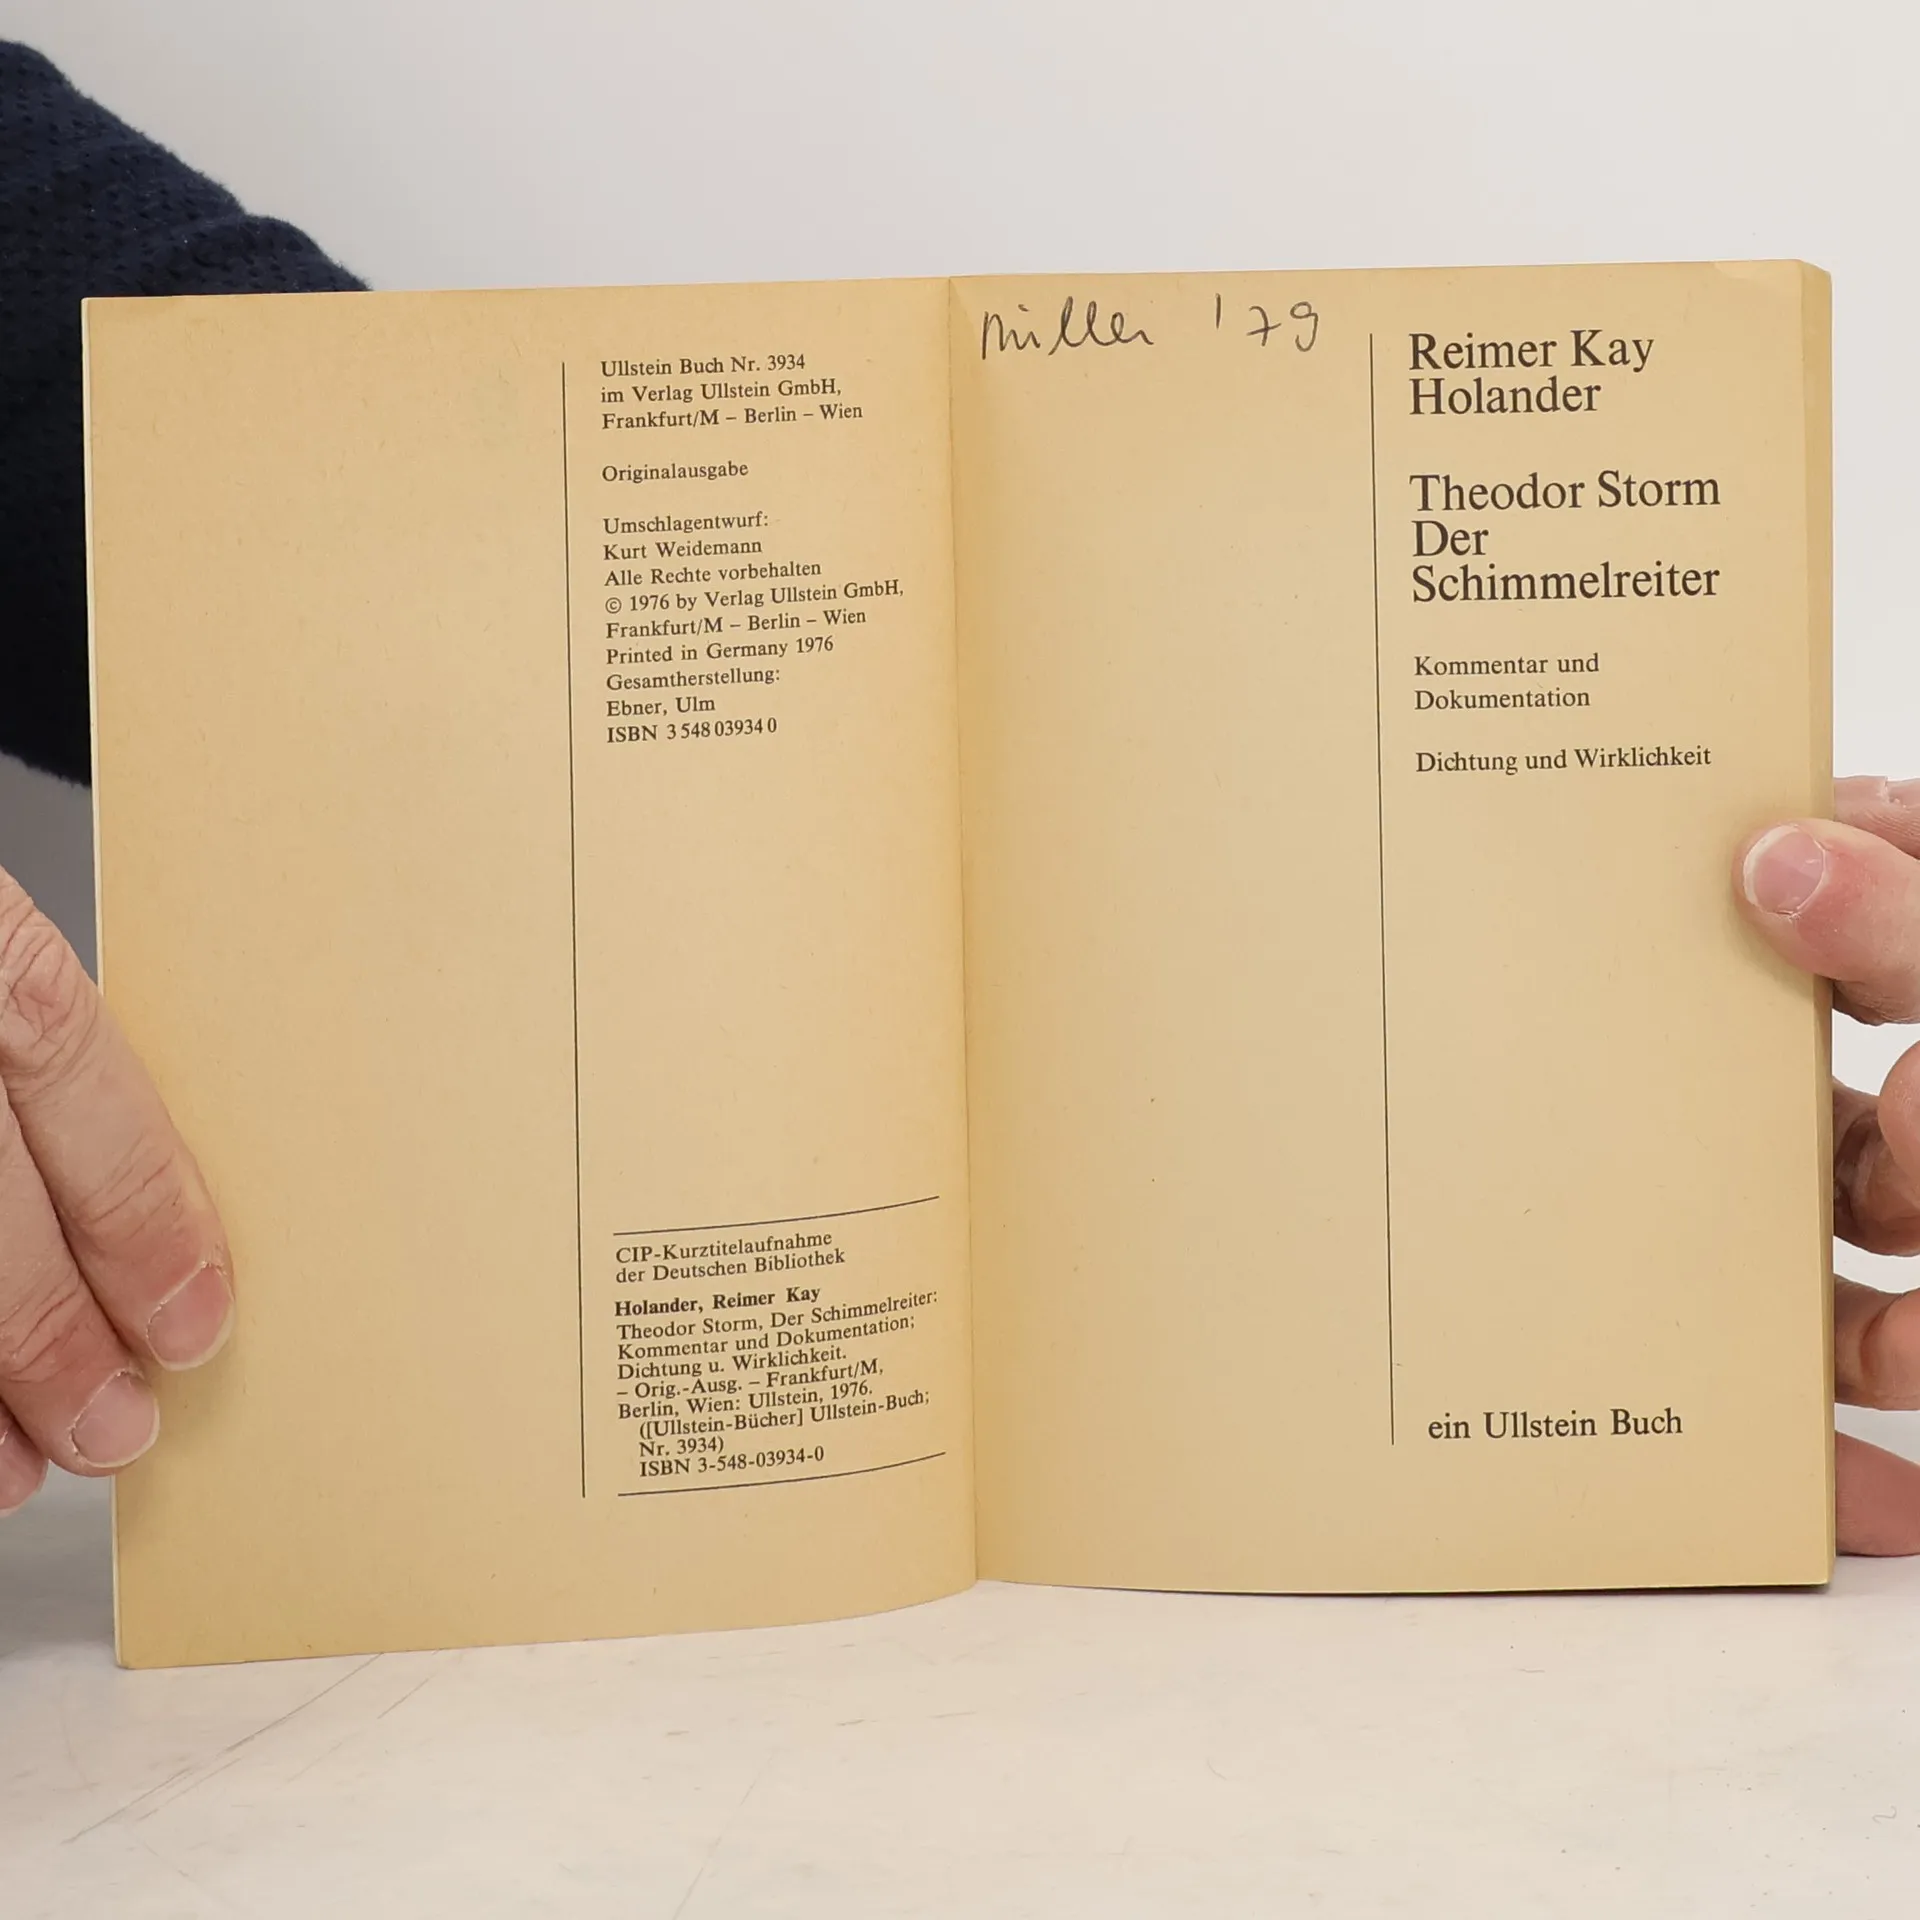 Ullstein Buch Nr. 3934
im Verlag Ullstein GmbH,
Frankfurt/M – Berlin – Wien
Originalausgabe
Umschlagentwurf:
Kurt Weidemann
Alle Rechte vorbehalten
© 1976 by Verlag Ullstein GmbH,
Frankfurt/M – Berlin – Wien
Printed in Germany 1976
Gesamtherstellung:
Ebner, Ulm
ISBN 3 548 03934 0
CIP-Kurztitelaufnahme
der Deutschen Bibliothek
Holander, Reimer Kay
Theodor Storm, Der Schimmelreiter:
Kommentar und Dokumentation;
Dichtung u. Wirklichkeit.
– Orig.-Ausg. – Frankfurt/M,
Berlin, Wien: Ullstein, 1976.
([Ullstein-Bücher] Ullstein-Buch;
Nr. 3934)
ISBN 3-548-03934-0
Miller '79
Reimer Kay
Holander
Theodor Storm
Der
Schimmelreiter
Kommentar und
Dokumentation
Dichtung und Wirklichkeit
ein Ullstein Buch